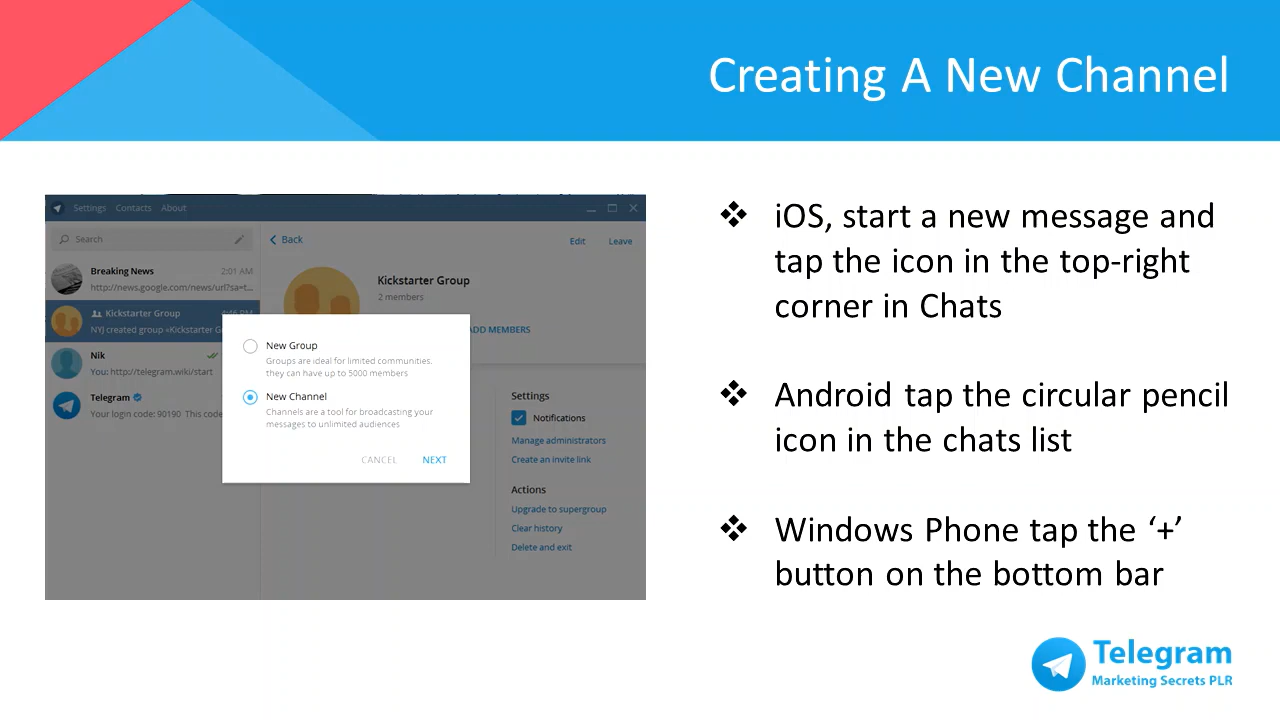 Creating A New Channel
Settings Contacts About
Search
Breaking News 2:01 AM
http://news.google.com/news/url?sa=t...
Kickstarter Group 4:46 PM
NYJ created group «Kickstarter G
Nik
You: http://telegram.wiki/start
Telegram
Your login code: 90190 This code
Back Edit Leave
Kickstarter Group
2 members
ADD MEMBERS
New Group
Groups are ideal for limited communities,
they can have up to 5000 members
New Channel
Channels are a tool for broadcasting your
messages to unlimited audiences
CANCEL NEXT
Settings
Notifications
Manage administrators
Create an invite link
Actions
Upgrade to supergroup
Clear history
Delete and exit
❖ iOS, start a new message and
tap the icon in the top-right
corner in Chats
❖ Android tap the circular pencil
icon in the chats list
❖ Windows Phone tap the ‘+’
button on the bottom bar
Telegram
Marketing Secrets PLR